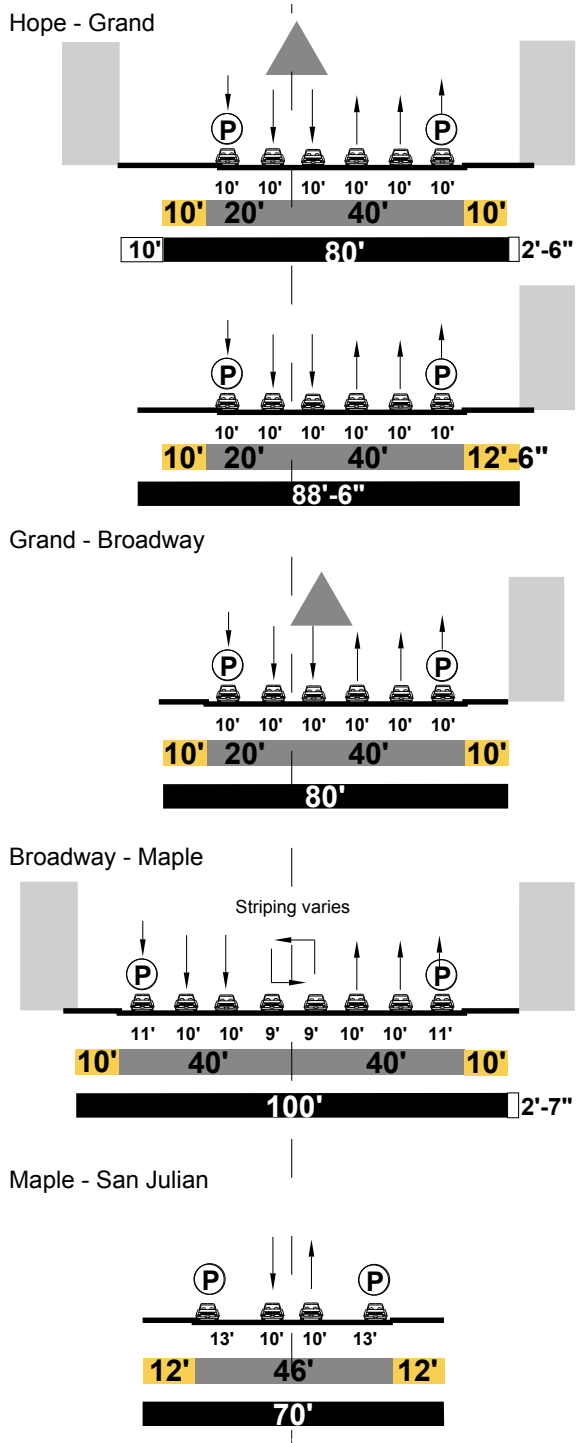 Hope - Grand
P P
10' 10' 10' 10' 10' 10'
10' 20' 40' 10'
10' 80' 2'-6"
P P
10' 10' 10' 10' 10' 10'
10' 20' 40' 12'-6"
88'-6"
Grand - Broadway
P P
10' 10' 10' 10' 10' 10'
10' 20' 40' 10'
80'
Broadway - Maple
Striping varies
P P
11' 10' 10' 9' 9' 10' 10' 11'
10' 40' 40' 10'
100' 2'-7"
Maple - San Julian
P P
13' 10' 10' 13'
12' 46' 12'
70'